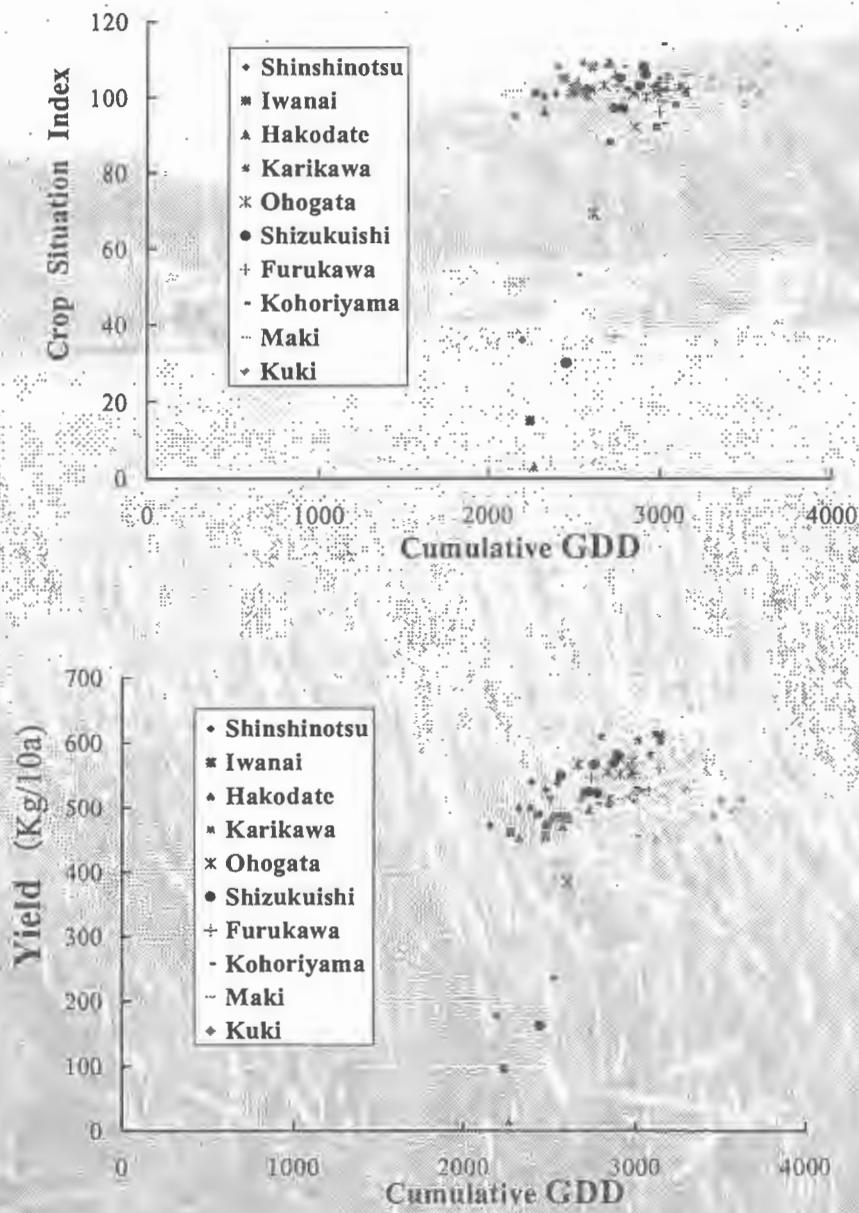 120
100
80
60
40
20
0
Crop Situation Index
Shinshinotsu
Iwanai
Hakodate
Karikawa
Ohogata
Shizukuishi
Furukawa
Kohoriyama
Maki
Kuki
0 1000 2000 3000 4000
Cumulative GDD
700
600
500
400
300
200
100
0
Yield (Kg/10a)
Shinshinotsu
Iwanai
Hakodate
Karikawa
Ohogata
Shizukuishi
Furukawa
Kohoriyama
Maki
Kuki
0 1000 2000 3000 4000
Cumulative GDD